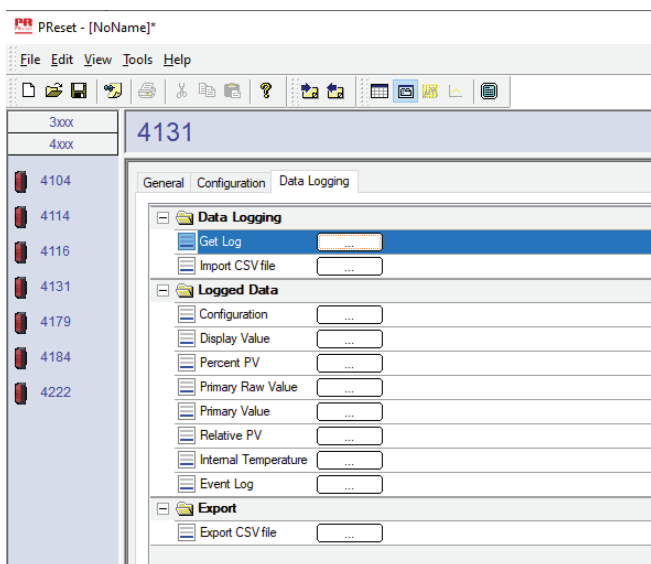 PR PReset - [NoName]*
File Edit View Tools Help
3xxx
4xxx
4131
4104
4114
4116
4131
4179
4184
4222
General Configuration Data Logging
Data Logging
Get Log ...
Import CSV file ...
Logged Data
Configuration ...
Display Value ...
Percent PV ...
Primary Raw Value ...
Primary Value ...
Relative PV ...
Internal Temperature ...
Event Log ...
Export
Export CSV file ...